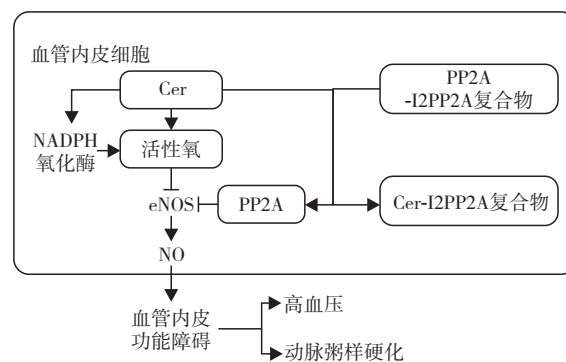 血管内皮细胞
Cer
PP2A
-I2PP2A复合物
NADPH
氧化酶
活性氧
eNOS
PP2A
Cer-I2PP2A复合物
NO
血管内皮
功能障碍
高血压
动脉粥样硬化